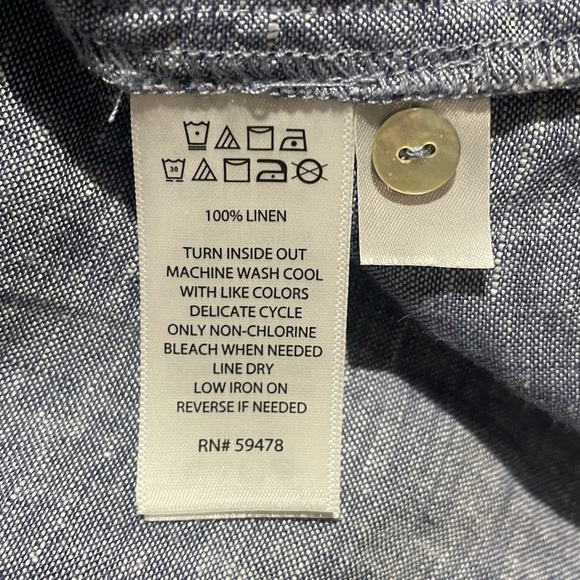 30
100% LINEN
TURN INSIDE OUT
MACHINE WASH COOL
WITH LIKE COLORS
DELICATE CYCLE
ONLY NON-CHLORINE
BLEACH WHEN NEEDED
LINE DRY
LOW IRON ON
REVERSE IF NEEDED
RN# 59478